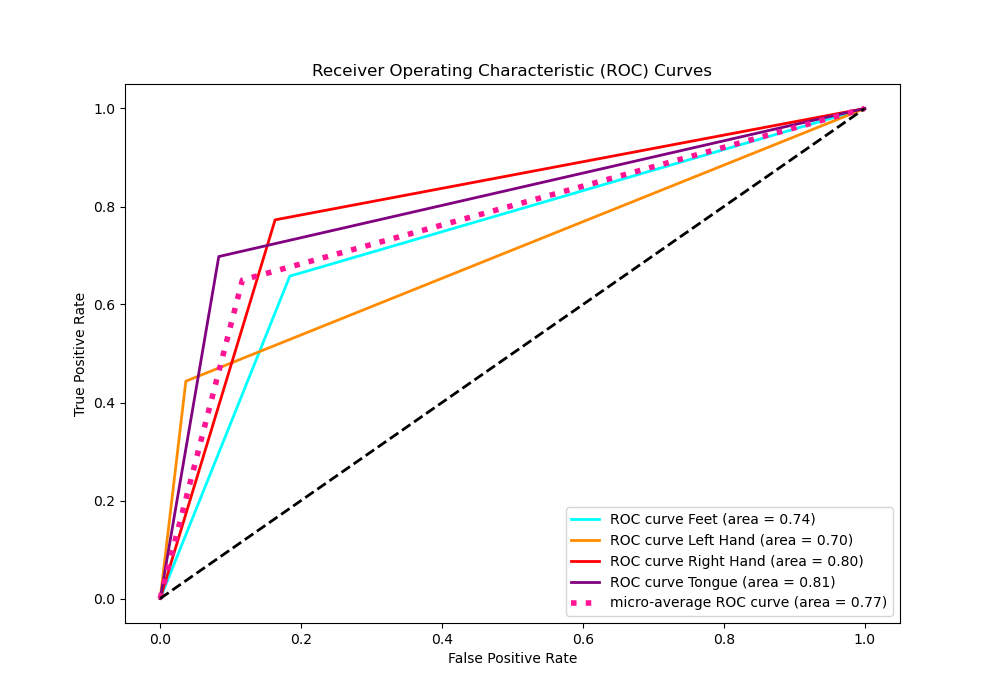 Receiver Operating Characteristic (ROC) Curves
True Positive Rate
1.0
0.8
0.6
0.4
0.2
0.0
ROC curve Feet (area = 0.74)
ROC curve Left Hand (area = 0.70)
ROC curve Right Hand (area = 0.80)
ROC curve Tongue (area = 0.81)
micro-average ROC curve (area = 0.77)
0.0 0.2 0.4 0.6 0.8 1.0
False Positive Rate